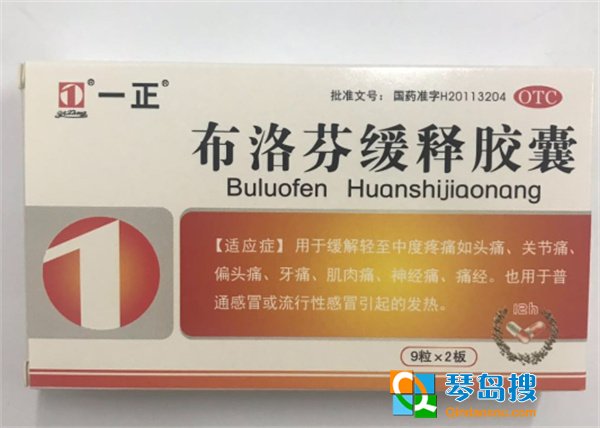 ® 一正®
批准文号：国药准字H20113204 OTC
布洛芬缓释胶囊
Buluofen Huanshijiaonang
【适应症】用于缓解轻至中度疼痛如头痛、关节痛、
偏头痛、牙痛、肌肉痛、神经痛、痛经。也用于普
通感冒或流行性感冒引起的发热。
12h
9粒×2板
琴岛搜